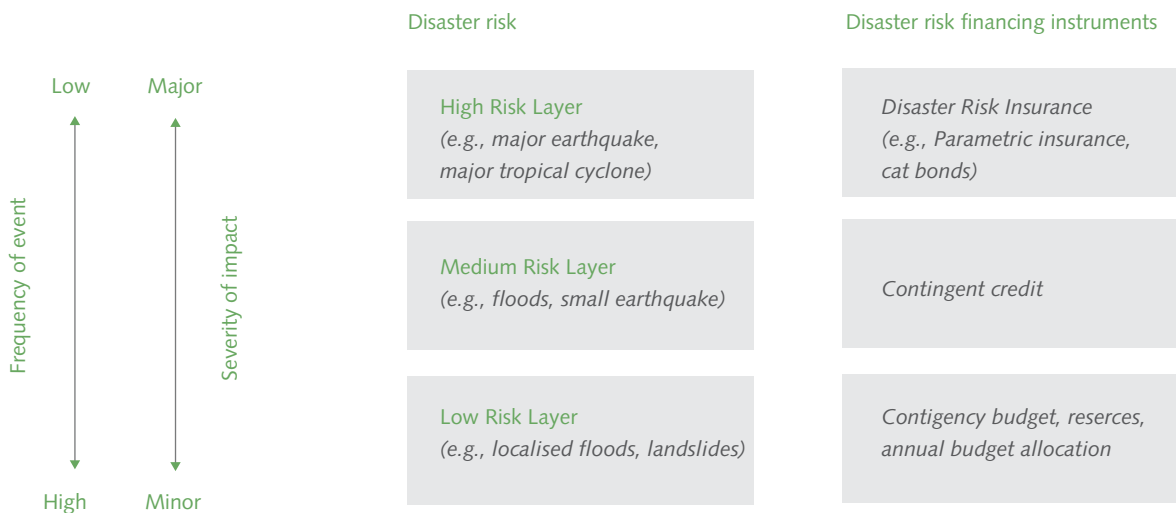 Disaster risk
Disaster risk financing instruments
Low
Major
Frequency of event
Severity of impact
High
Minor
High Risk Layer
(e.g., major earthquake,
major tropical cyclone)
Disaster Risk Insurance
(e.g., Parametric insurance,
cat bonds)
Medium Risk Layer
(e.g., floods, small earthquake)
Contingent credit
Low Risk Layer
(e.g., localised floods, landslides)
Contigency budget, reserces,
annual budget allocation